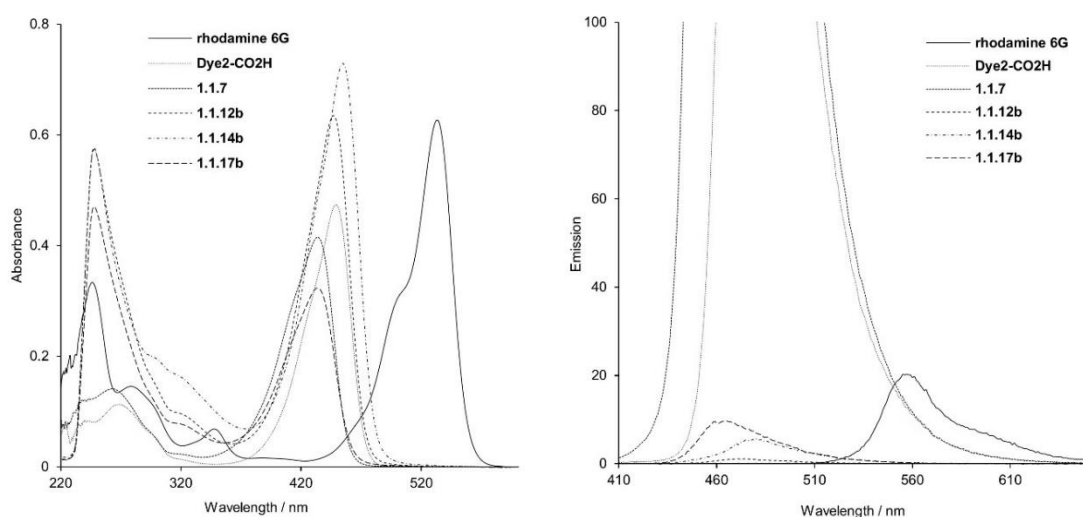 0.8
0.6
0.4
0.2
0
Absorbance
220
320
420
520
Wavelength / nm
rhodamine 6G
Dye2-CO2H
1.1.7
1.1.12b
1.1.14b
1.1.17b
100
80
60
40
20
0
Emission
410
460
510
560
610
Wavelength / nm
rhodamine 6G
Dye2-CO2H
1.1.7
1.1.12b
1.1.14b
1.1.17b